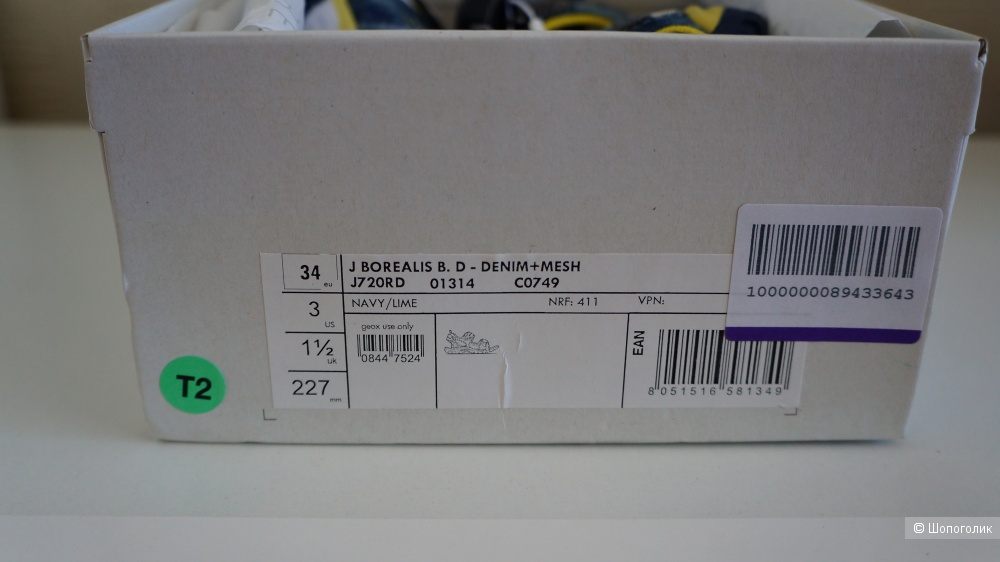 34 eu
J BOREALIS B. D - DENIM+MESH
J720RD 01314 C0749
3 US
NAVY/LIME NRF: 411 VPN:
1½ uk
geox use only
0844 7524
227 mm
EAN
8 051516 581349
1000000089433643
T2
© Шопоголик